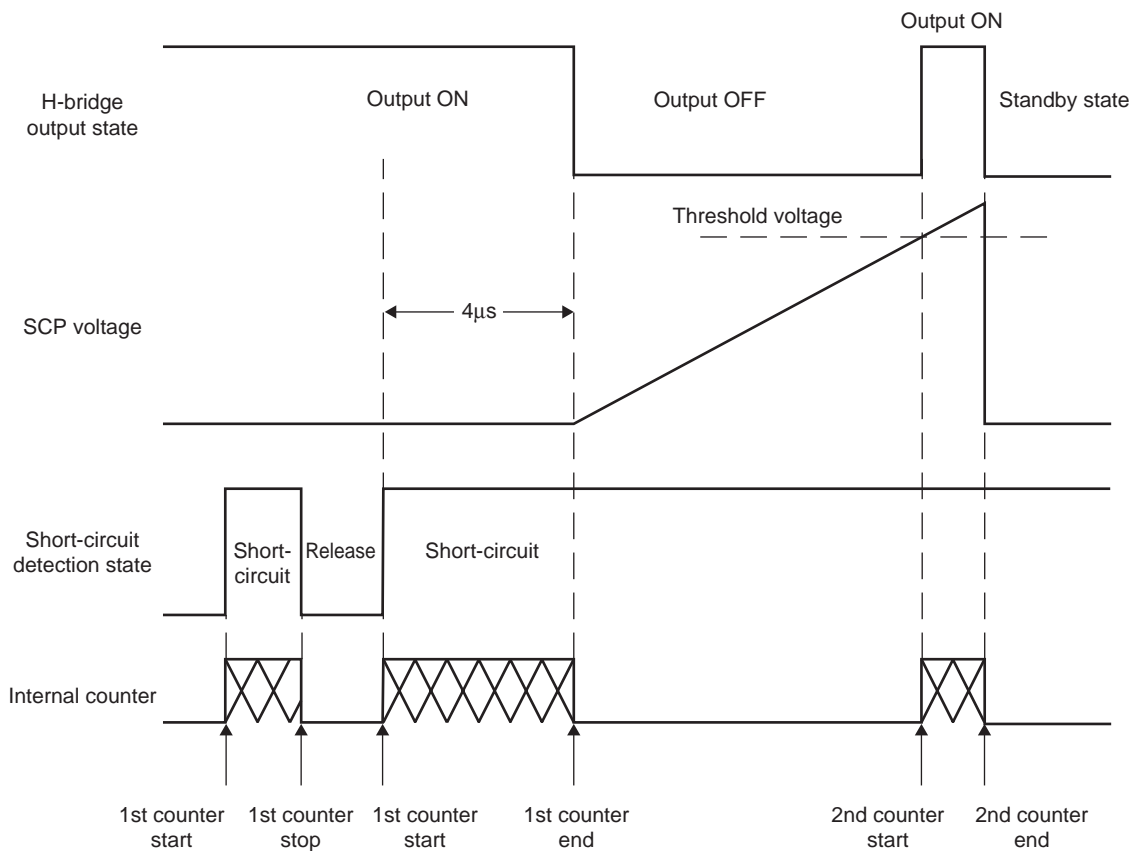 Output ON
H-bridge
output state
Output ON
Output OFF
Standby state
Threshold voltage
4μs
SCP voltage
Short-circuit
detection state
Short-
circuit
Release
Short-circuit
Internal counter
1st counter
start
1st counter
stop
1st counter
start
1st counter
end
2nd counter
start
2nd counter
end